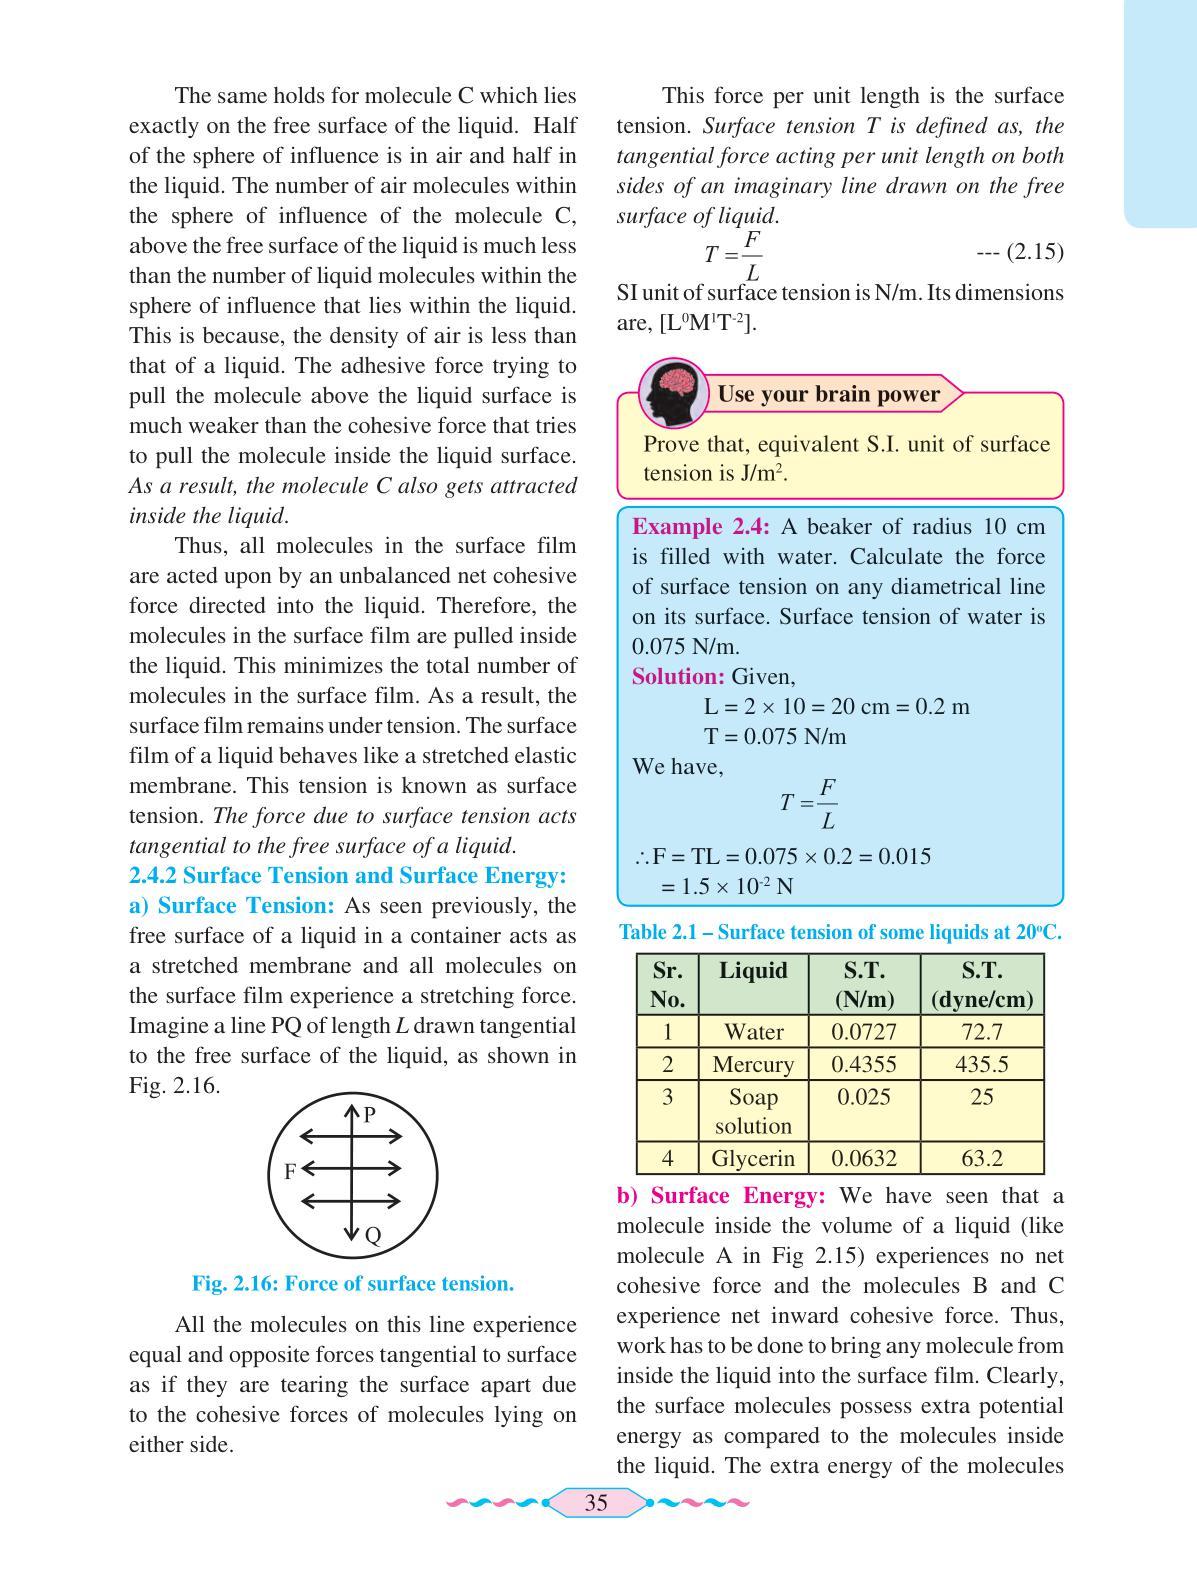 The same holds for molecule C which lies
exactly on the free surface of the liquid. Half
of the sphere of influence is in air and half in
the liquid. The number of air molecules within
the sphere of influence of the molecule C,
above the free surface of the liquid is much less
than the number of liquid molecules within the
sphere of influence that lies within the liquid.
This is because, the density of air is less than
that of a liquid. The adhesive force trying to
pull the molecule above the liquid surface is
much weaker than the cohesive force that tries
to pull the molecule inside the liquid surface.
As a result, the molecule C also gets attracted
inside the liquid.
Thus, all molecules in the surface film
are acted upon by an unbalanced net cohesive
force directed into the liquid. Therefore, the
molecules in the surface film are pulled inside
the liquid. This minimizes the total number of
molecules in the surface film. As a result, the
surface film remains under tension. The surface
film of a liquid behaves like a stretched elastic
membrane. This tension is known as surface
tension. The force due to surface tension acts
tangential to the free surface of a liquid.
2.4.2 Surface Tension and Surface Energy:
a) Surface Tension: As seen previously, the
free surface of a liquid in a container acts as
a stretched membrane and all molecules on
the surface film experience a stretching force.
Imagine a line PQ of length L drawn tangential
to the free surface of the liquid, as shown in
Fig. 2.16.
P
F
Q
Fig. 2.16: Force of surface tension.
All the molecules on this line experience
equal and opposite forces tangential to surface
as if they are tearing the surface apart due
to the cohesive forces of molecules lying on
either side.
This force per unit length is the surface
tension. Surface tension T is defined as, the
tangential force acting per unit length on both
sides of an imaginary line drawn on the free
surface of liquid.
T = F/L --- (2.15)
SI unit of surface tension is N/m. Its dimensions
are, [L⁰M¹T⁻²].
Use your brain power
Prove that, equivalent S.I. unit of surface
tension is J/m².
Example 2.4: A beaker of radius 10 cm
is filled with water. Calculate the force
of surface tension on any diametrical line
on its surface. Surface tension of water is
0.075 N/m.
Solution: Given,
L = 2 × 10 = 20 cm = 0.2 m
T = 0.075 N/m
We have,
T = F/L
∴F = TL = 0.075 × 0.2 = 0.015
= 1.5 × 10⁻² N
Table 2.1 – Surface tension of some liquids at 20ºC.
Sr. No. Liquid S.T. (N/m) S.T. (dyne/cm)
1 Water 0.0727 72.7
2 Mercury 0.4355 435.5
3 Soap solution 0.025 25
4 Glycerin 0.0632 63.2
b) Surface Energy: We have seen that a
molecule inside the volume of a liquid (like
molecule A in Fig 2.15) experiences no net
cohesive force and the molecules B and C
experience net inward cohesive force. Thus,
work has to be done to bring any molecule from
inside the liquid into the surface film. Clearly,
the surface molecules possess extra potential
energy as compared to the molecules inside
the liquid. The extra energy of the molecules
35